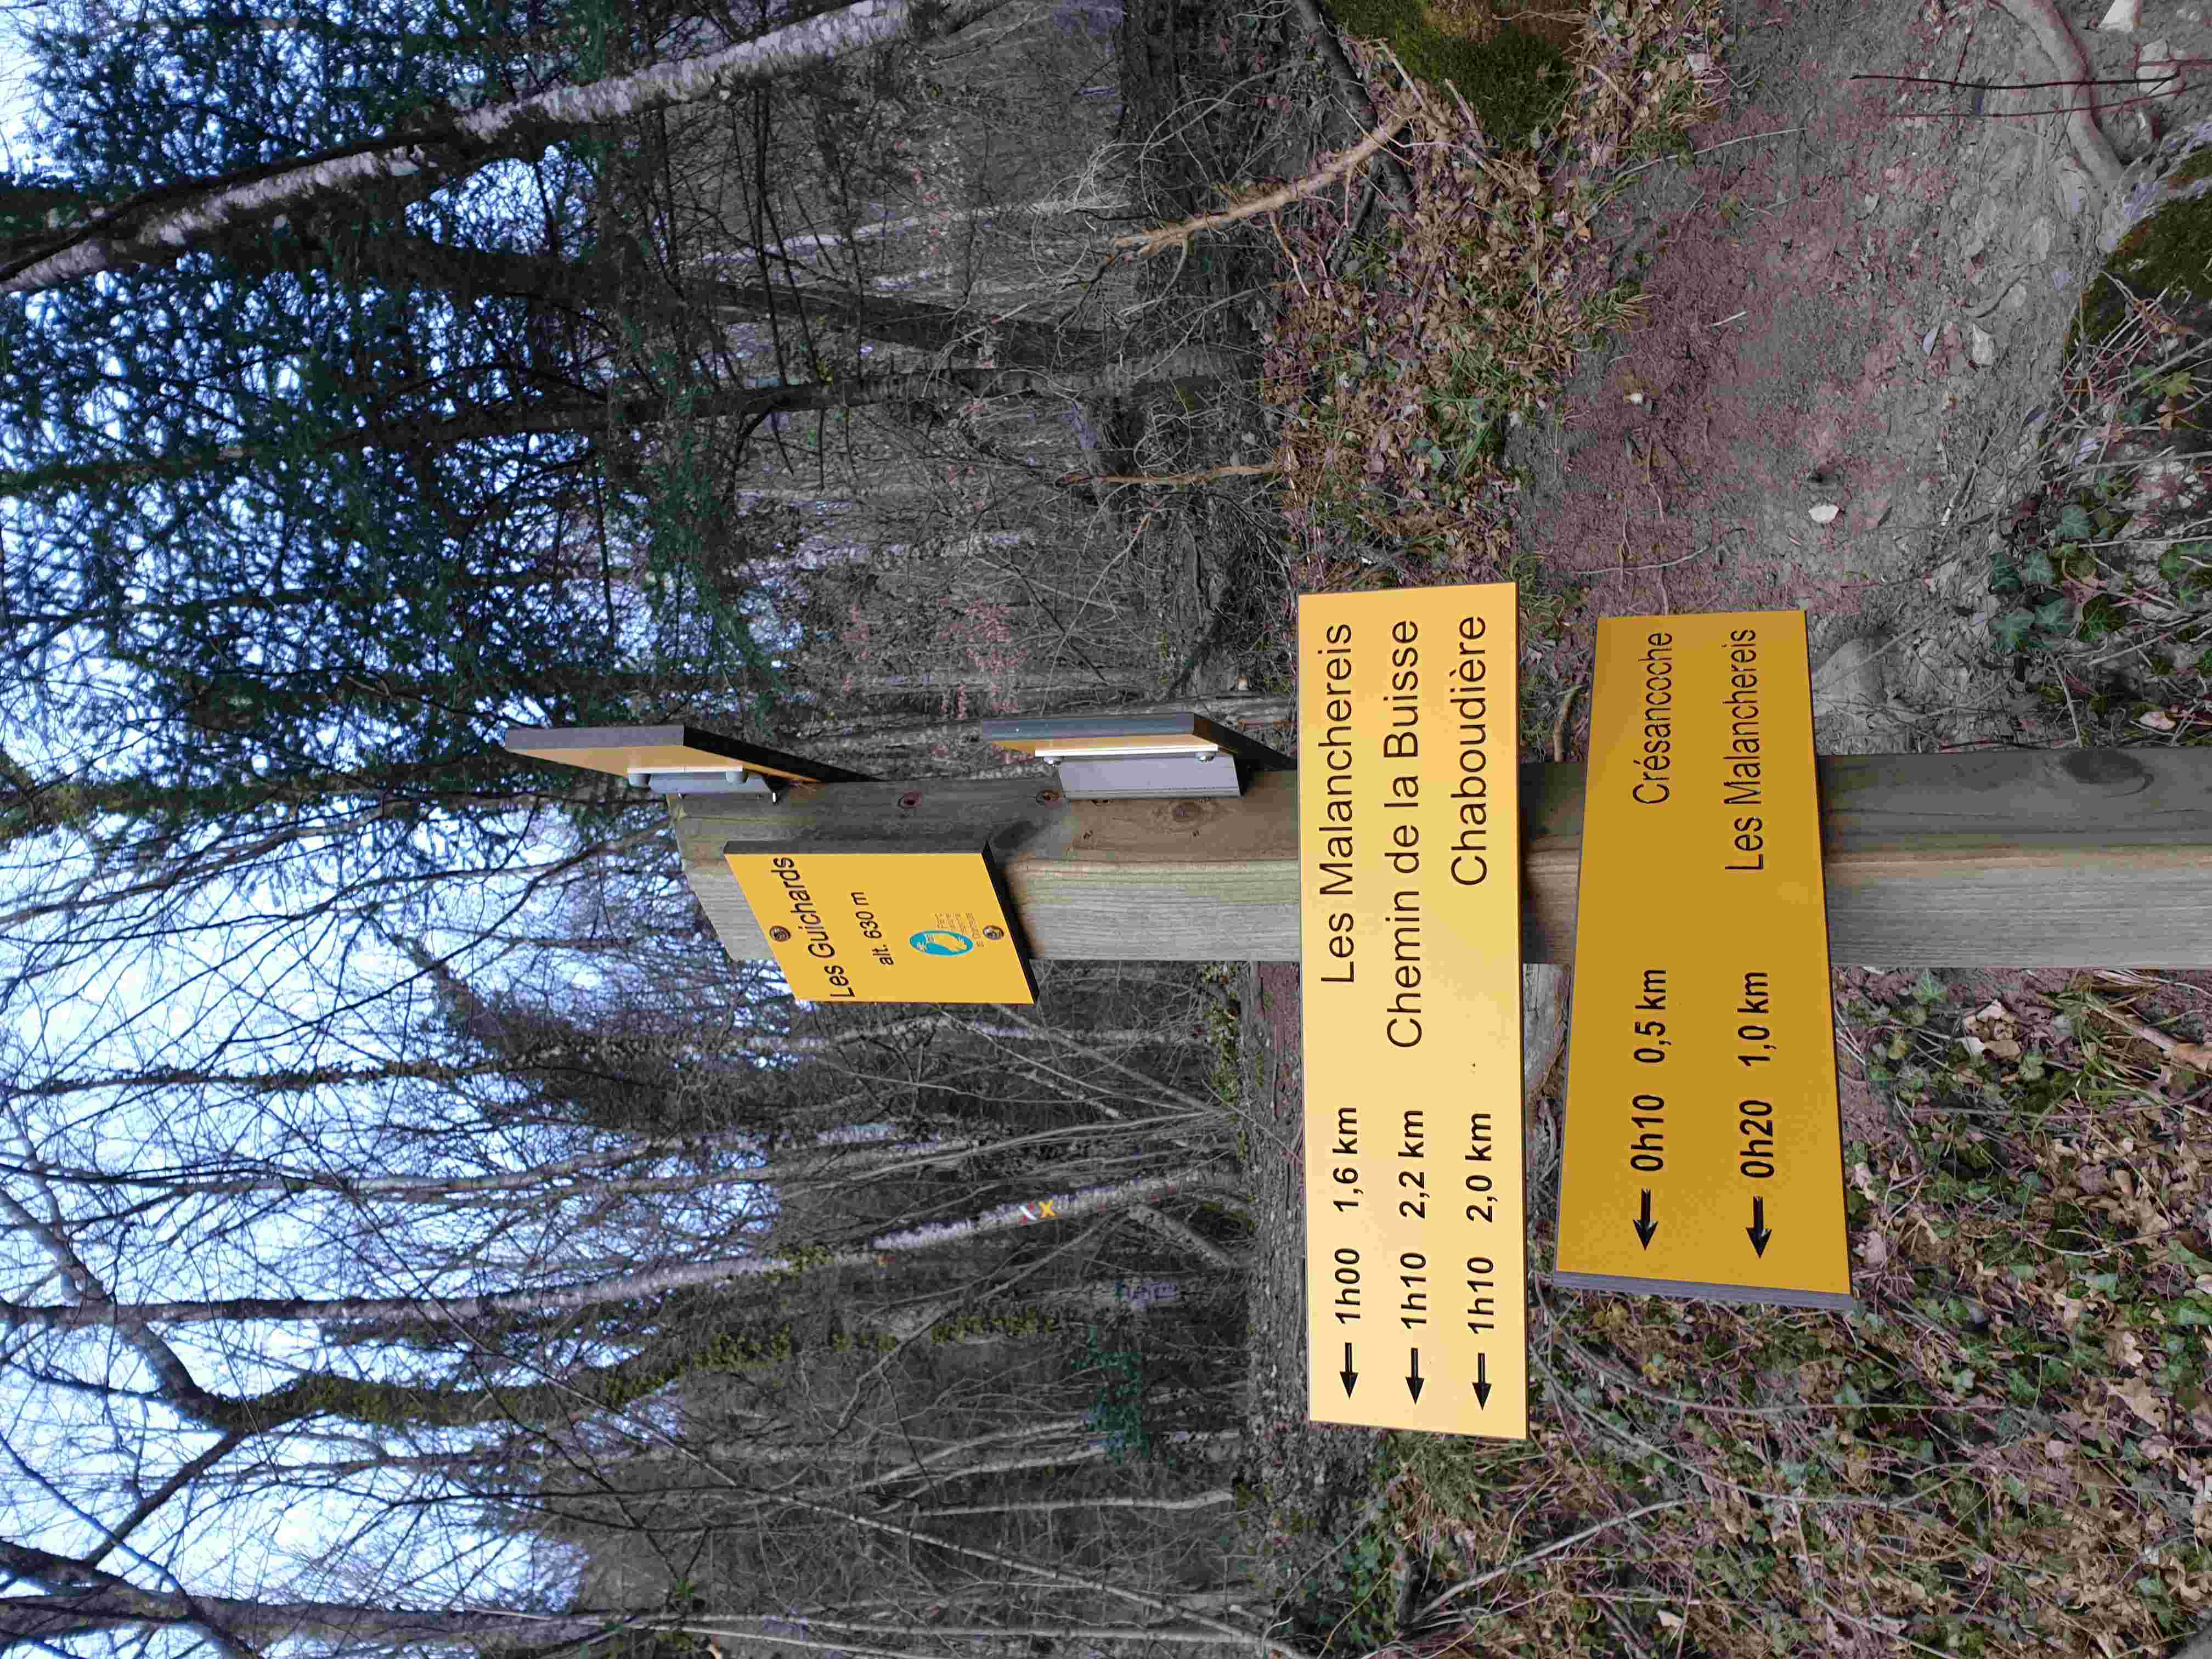 Les Guichards
alt. 630 m
Parc
1h00 1,6 km Les Malanchereis
1h10 2,2 km Chemin de la Buisse
1h10 2,0 km Chaboudière
0h10 0,5 km Crésancoche
0h20 1,0 km Les Malanchereis